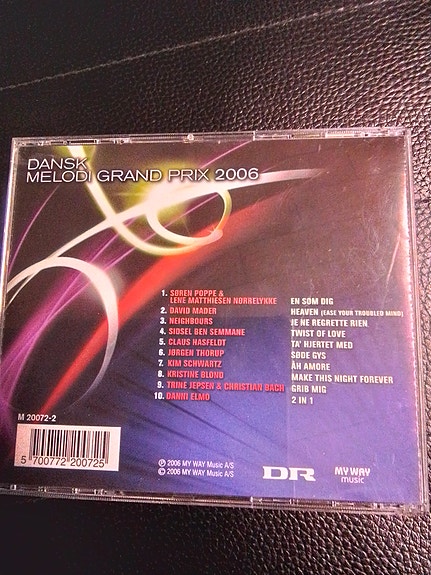 DANSK
MELODI GRAND PRIX 2006
1. SØREN POPPE &
LENE MATTHIESEN NØRRELYKKE EN SØM DIG
2. DAVID MADER HEAVEN (EASE YOUR TROUBLED MIND)
3. NEIGHBOURS JE NE REGRETTE RIEN
4. SIDSEL BEN SEMMANE TWIST OF LOVE
5. CLAUS HASFELDT TA' HJERTET MED
6. JØRGEN THORUP SØDE GYS
7. KIM SCHWARTZ ÅH AMORE
8. KRISTINE BLOND MAKE THIS NIGHT FOREVER
9. TRINE JEPSEN & CHRISTIAN BACH GRIB MIG
10. DANNI ELMO 2 IN 1
M 20072-2
5 700772 200725
℗ 2006 MY WAY Music A/S
© 2006 MY WAY Music A/S
DR
MY WAY
music